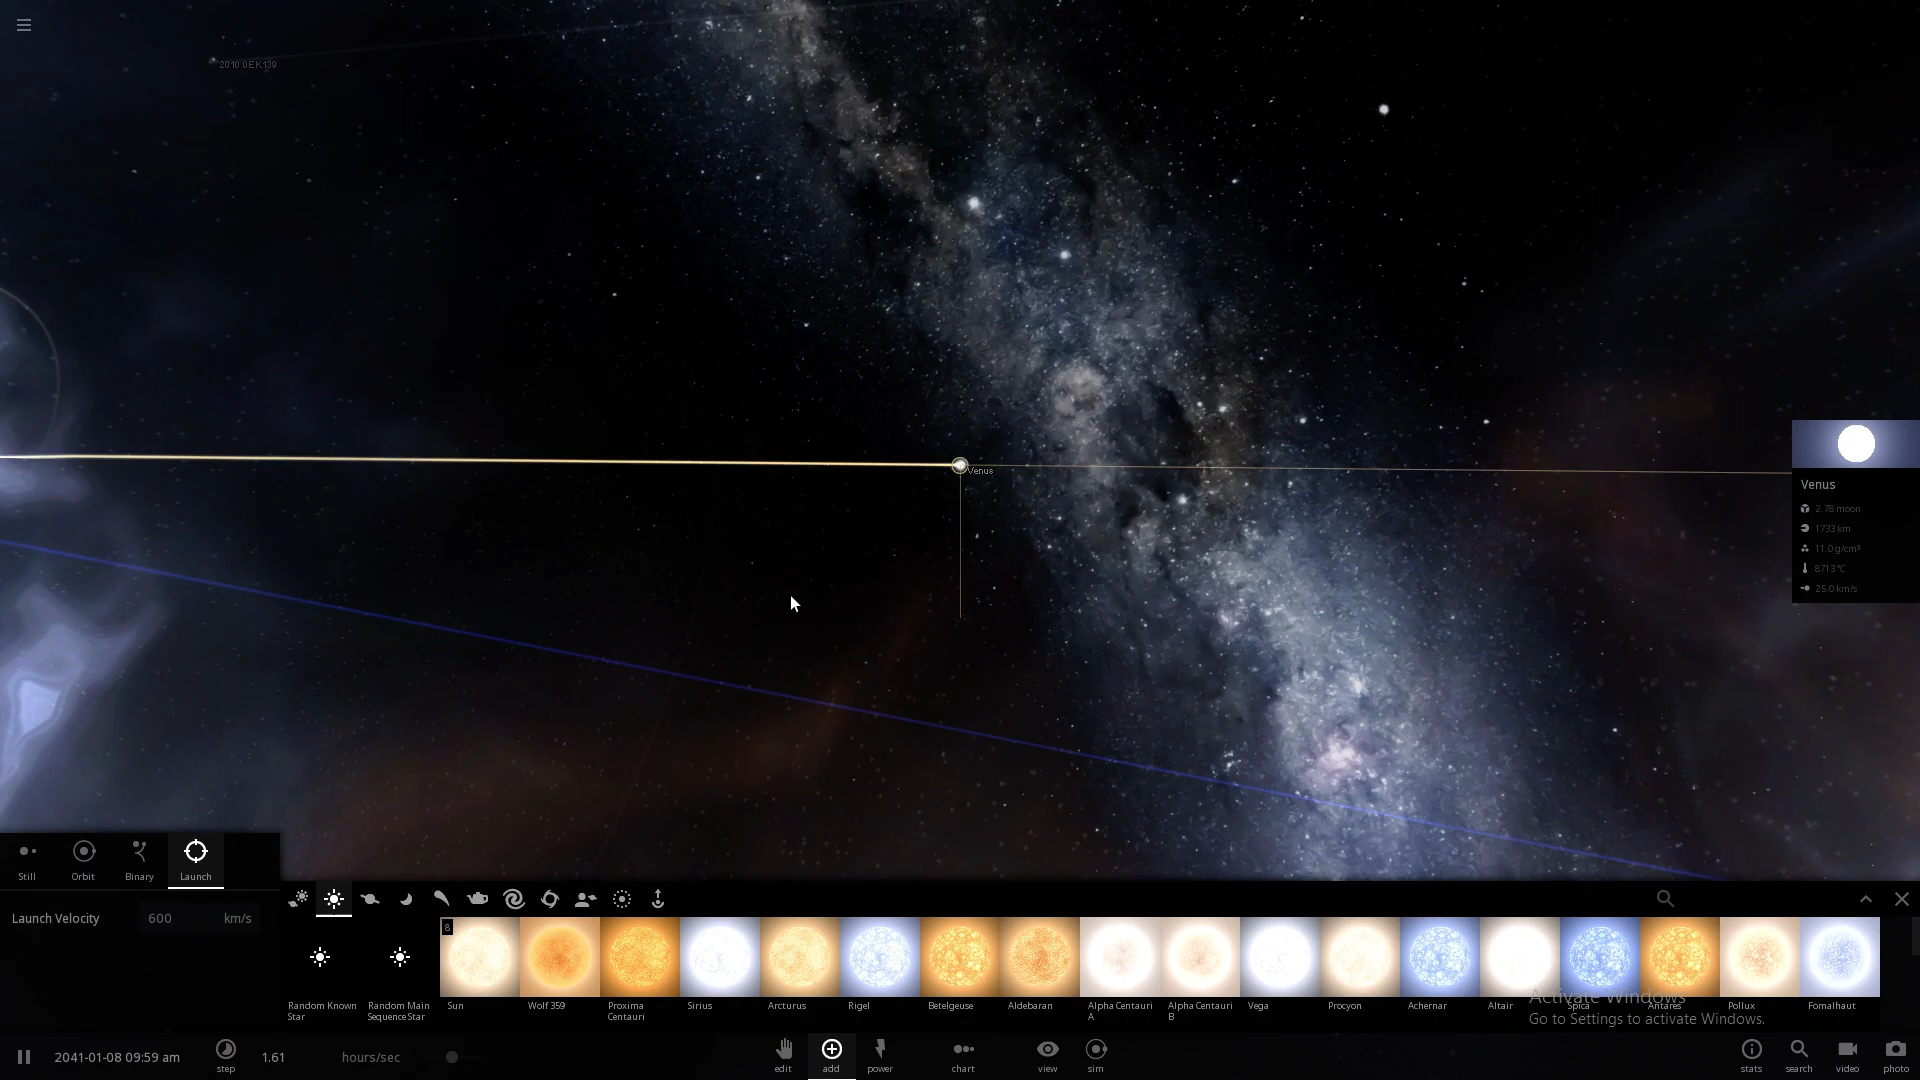 2010 0EK139
Venus
Venus
2.78 moon
1733 km
11.0 g/cm³
8713 °C
25.0 km/s
Still
Orbit
Binary
Launch
Launch Velocity
600
km/s
8
Random Known
Star
Random Main
Sequence Star
Sun
Wolf 359
Proxima
Centauri
Sirius
Arcturus
Rigel
Betelgeuse
Aldebaran
Alpha Centauri
A
Alpha Centauri
B
Vega
Procyon
Achernar
Altair
Spica
Antares
Pollux
Fomalhaut
Activate Windows
Go to Settings to activate Windows.
2041-01-08 09:59 am
step
1.61
hours/sec
edit
add
power
chart
view
sim
stats
search
video
photo